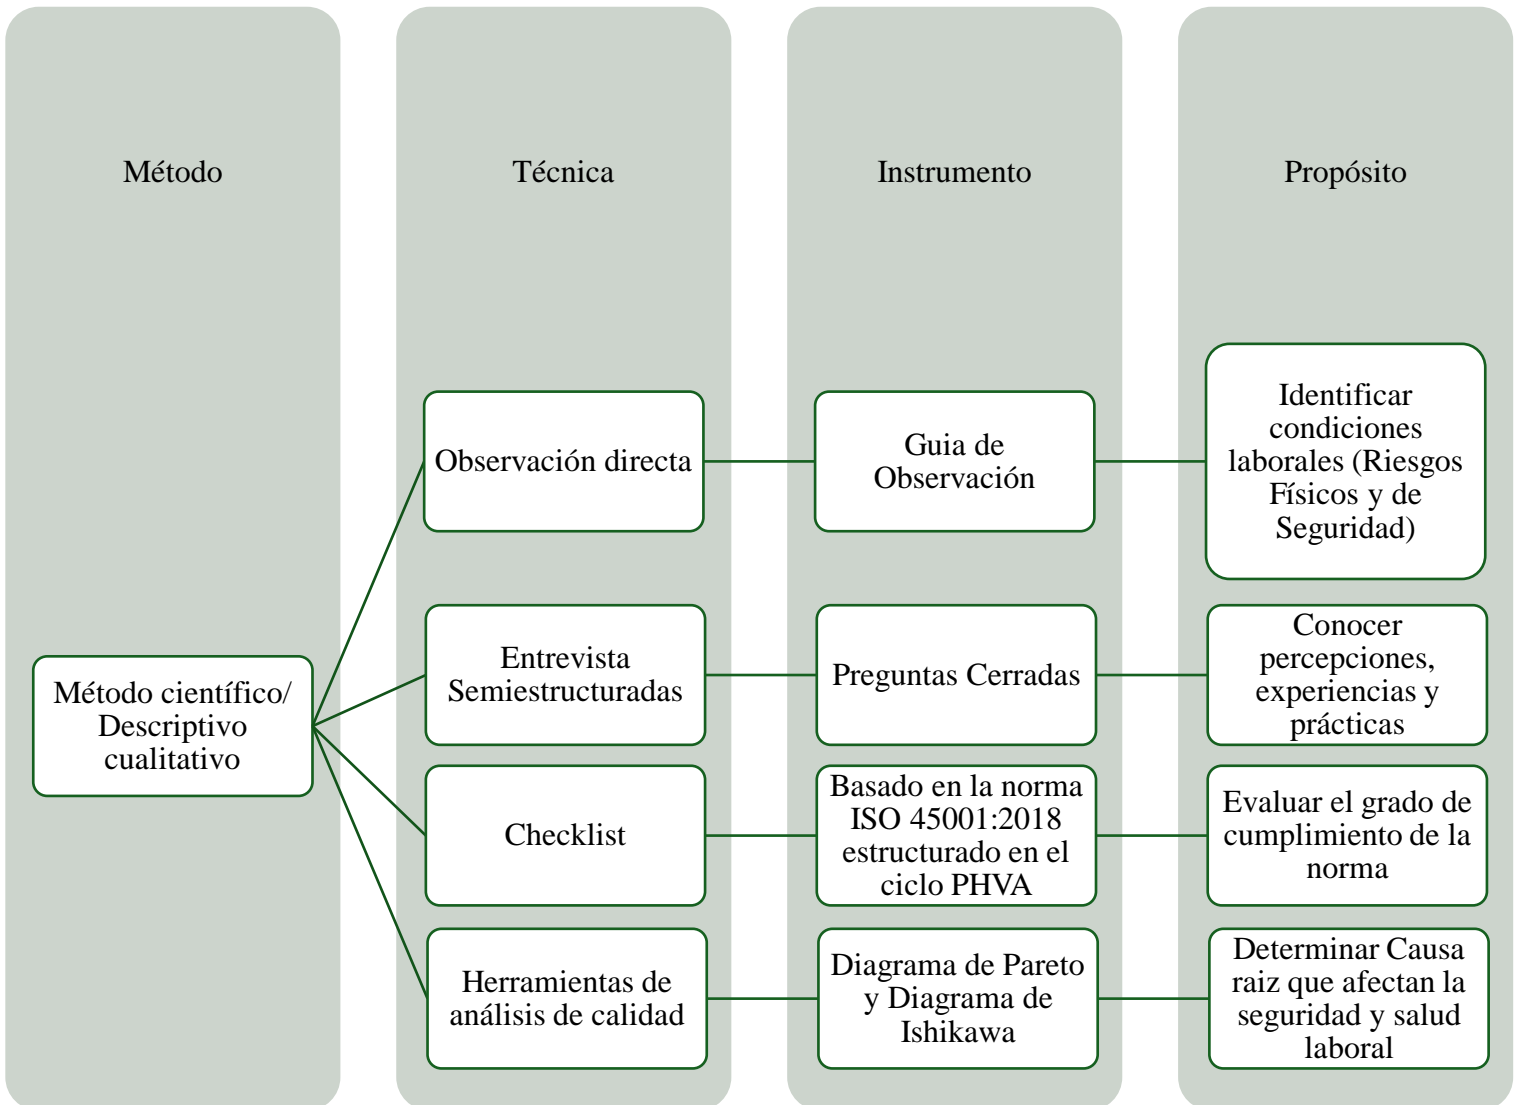 Método
Técnica
Instrumento
Propósito
Método científico/
Descriptivo
cualitativo
Observación directa
Guia de
Observación
Identificar
condiciones
laborales (Riesgos
Físicos y de
Seguridad)
Entrevista
Semiestructuradas
Preguntas Cerradas
Conocer
percepciones,
experiencias y
prácticas
Checklist
Basado en la norma
ISO 45001:2018
estructurado en el
ciclo PHVA
Evaluar el grado de
cumplimiento de la
norma
Herramientas de
análisis de calidad
Diagrama de Pareto
y Diagrama de
Ishikawa
Determinar Causa
raiz que afectan la
seguridad y salud
laboral